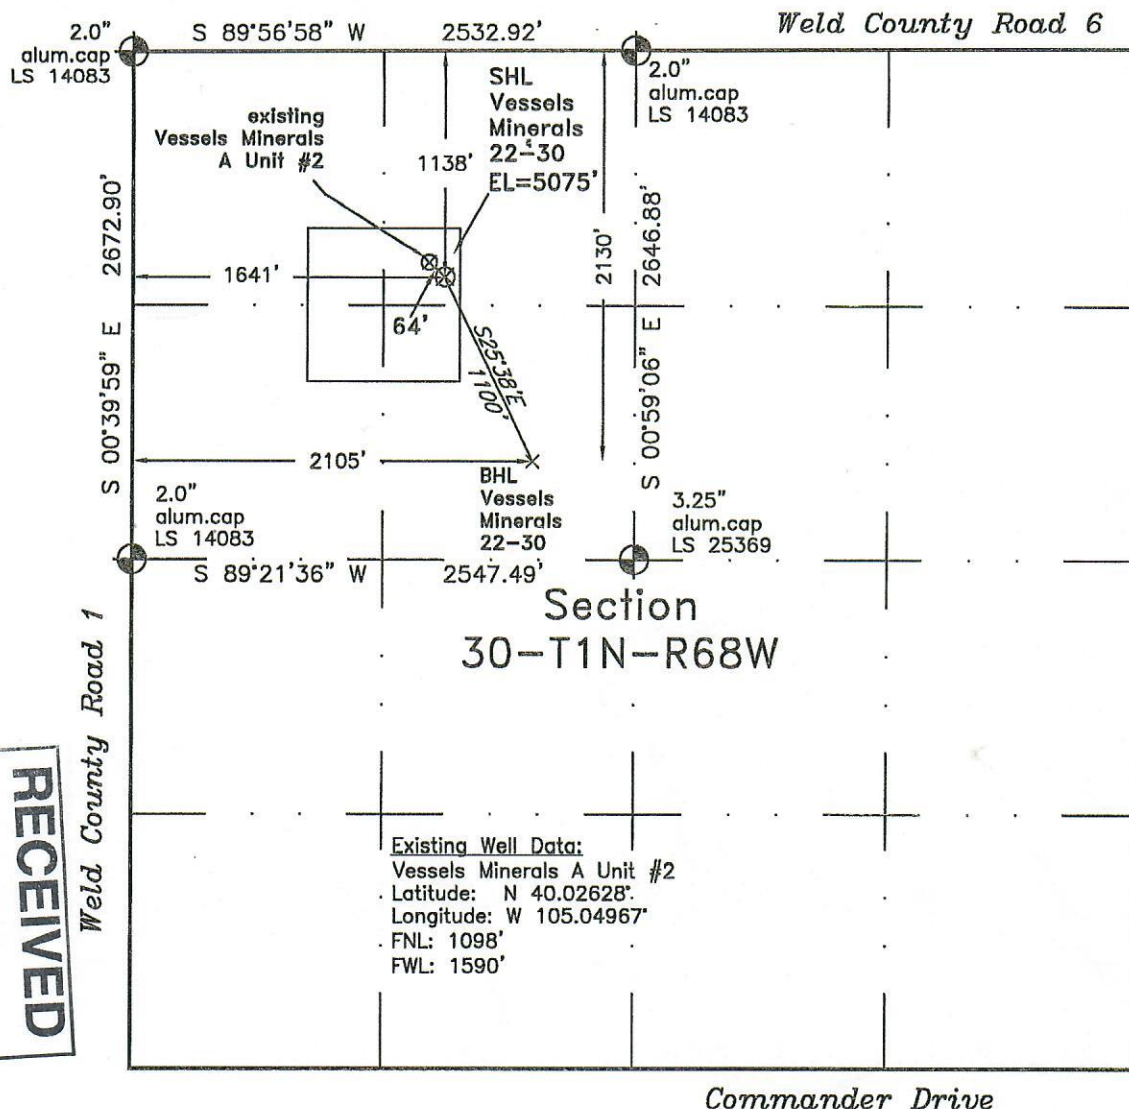 Weld County Road 6
2.0"
alum.cap
LS 14083
S 89°56'58" W 2532.92'
2.0"
alum.cap
LS 14083
SHL
Vessels
Minerals
22-30
EL=5075'
existing
Vessels Minerals
A Unit #2
1138'
2672.90'
S 00°39'59" E
2130'
2646.88'
S 00°59'06" E
1641'
64'
S25°38'E
1100'
2105'
BHL
Vessels
Minerals
22-30
2.0"
alum.cap
LS 14083
3.25"
alum.cap
LS 25369
S 89°21'36" W 2547.49'
Section
30-T1N-R68W
Weld County Road 1
RECEIVED
Existing Well Data:
Vessels Minerals A Unit #2
Latitude: N 40.02628°
Longitude: W 105.04967°
FNL: 1098'
FWL: 1590'
Commander Drive